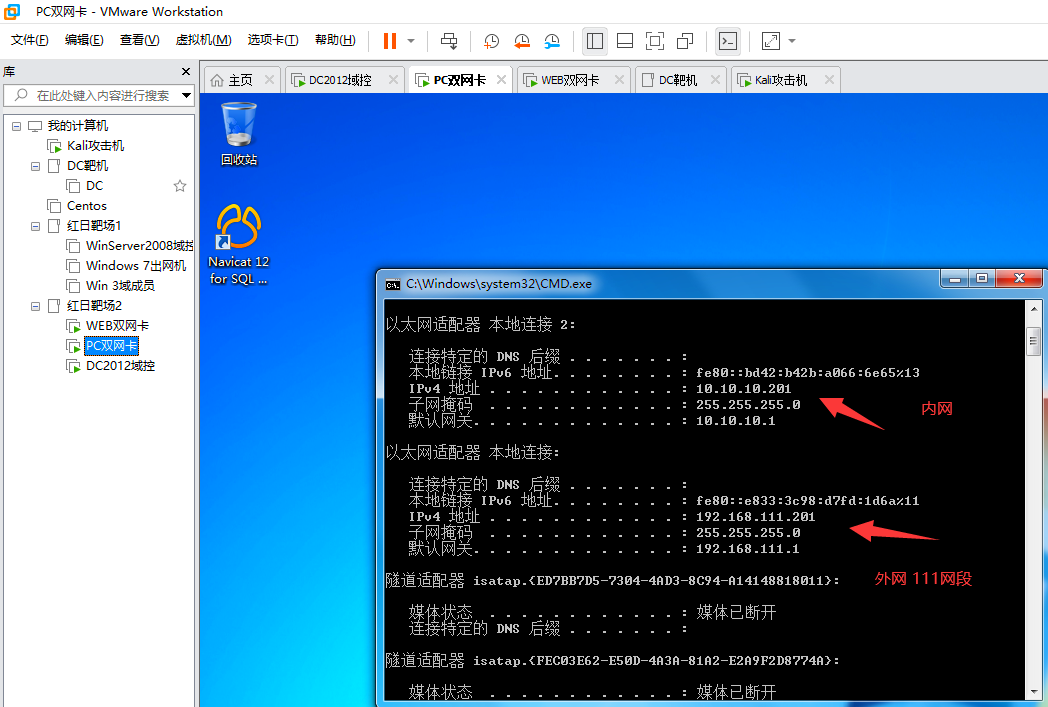 PC双网卡 - VMware Workstation
文件(F) 编辑(E) 查看(V) 虚拟机(M) 选项卡(T) 帮助(H)
库
在此处键入内容进行搜索
我的计算机
Kali攻击机
DC靶机
DC
Centos
红日靶场1
WinServer2008域控
Windows 7出网机
Win 3域成员
红日靶场2
WEB双网卡
PC双网卡
DC2012域控
主页 DC2012域控 PC双网卡 WEB双网卡 DC靶机 Kali攻击机
回收站
Navicat 12
for SQL ...
C:\Windows\system32\CMD.exe
以太网适配器 本地连接 2:
连接特定的 DNS 后缀 . . . . . . . :
本地链接 IPv6 地址. . . . . . . . : fe80::bd42:b42b:a066:6e65%13
IPv4 地址 . . . . . . . . . . . . : 10.10.10.201
子网掩码 . . . . . . . . . . . . : 255.255.255.0
默认网关. . . . . . . . . . . . . : 10.10.10.1
内网
以太网适配器 本地连接:
连接特定的 DNS 后缀 . . . . . . . :
本地链接 IPv6 地址. . . . . . . . : fe80::e833:3c98:d7fd:1d6a%11
IPv4 地址 . . . . . . . . . . . . : 192.168.111.201
子网掩码 . . . . . . . . . . . . : 255.255.255.0
默认网关. . . . . . . . . . . . . : 192.168.111.1
外网 111网段
隧道适配器 isatap.{ED7BB7D5-7304-4AD3-8C94-A14148818011}:
媒体状态 . . . . . . . . . . . . : 媒体已断开
连接特定的 DNS 后缀 . . . . . . . :
隧道适配器 isatap.{FEC03E62-E50D-4A3A-81A2-E2A9F2D8774A}:
媒体状态 . . . . . . . . . . . . : 媒体已断开